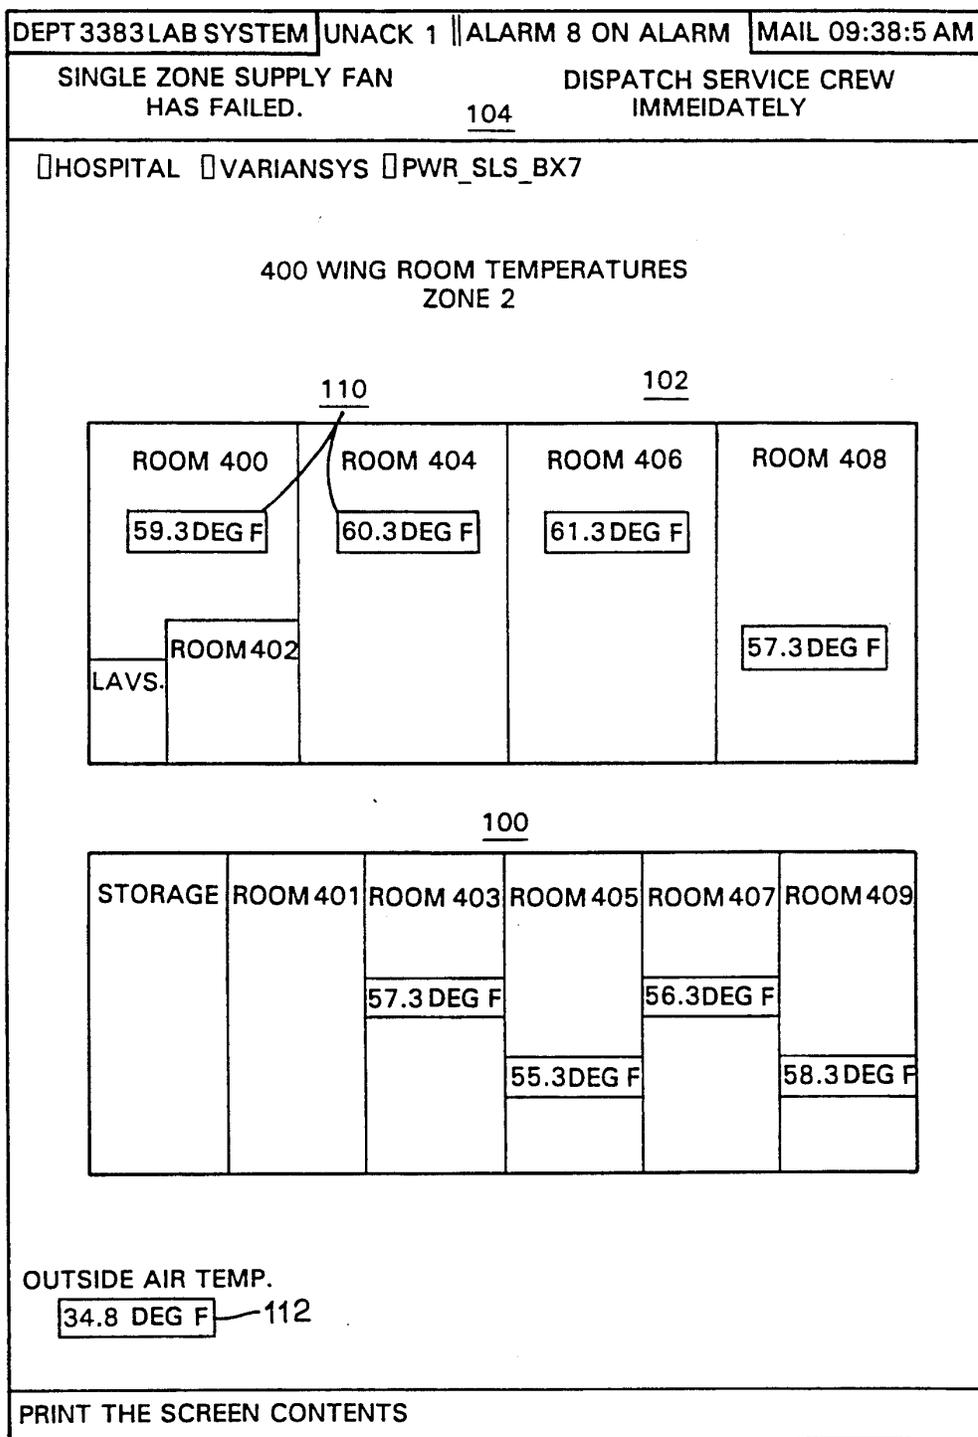 DEPT 3383 LAB SYSTEM UNACK 1 ALARM 8 ON ALARM MAIL 09:38:5 AM
SINGLE ZONE SUPPLY FAN
HAS FAILED.
DISPATCH SERVICE CREW
IMMEIDATELY
104
HOSPITAL VARIANSYS PWR_SLS_BX7
400 WING ROOM TEMPERATURES
ZONE 2
110 102
ROOM 400 ROOM 404 ROOM 406 ROOM 408
59.3 DEG F 60.3 DEG F 61.3 DEG F
ROOM 402 57.3 DEG F
LAVS.
100
STORAGE ROOM 401 ROOM 403 ROOM 405 ROOM 407 ROOM 409
57.3 DEG F 56.3 DEG F
55.3 DEG F 58.3 DEG F
OUTSIDE AIR TEMP.
34.8 DEG F 112
PRINT THE SCREEN CONTENTS